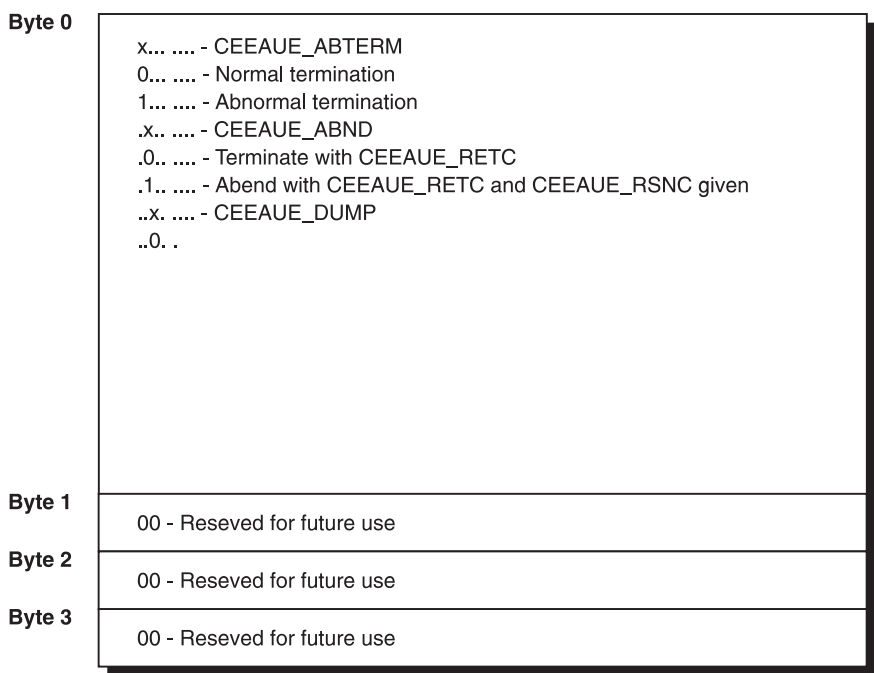 Byte 0
x... .... - CEEAUE_ABTERM
0... .... - Normal termination
1... .... - Abnormal termination
.x.. .... - CEEAUE_ABND
.0.. .... - Terminate with CEEAUE_RETC
.1.. .... - Abend with CEEAUE_RETC and CEEAUE_RSNC given
..x. .... - CEEAUE_DUMP
..0. .
Byte 1
00 - Reseved for future use
Byte 2
00 - Reseved for future use
Byte 3
00 - Reseved for future use